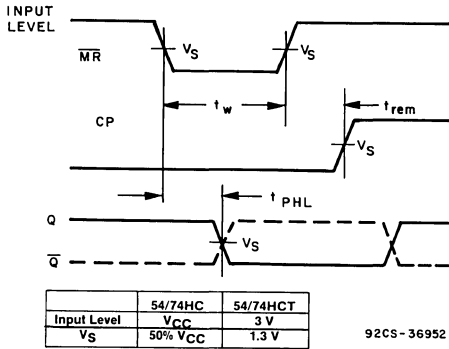 INPUT
LEVEL
MR
VS
VS
tw
trem
CP
VS
tPHL
Q
VS
Q
54/74HC 54/74HCT
Input Level VCC 3 V
VS 50% VCC 1.3 V
92CS-36952